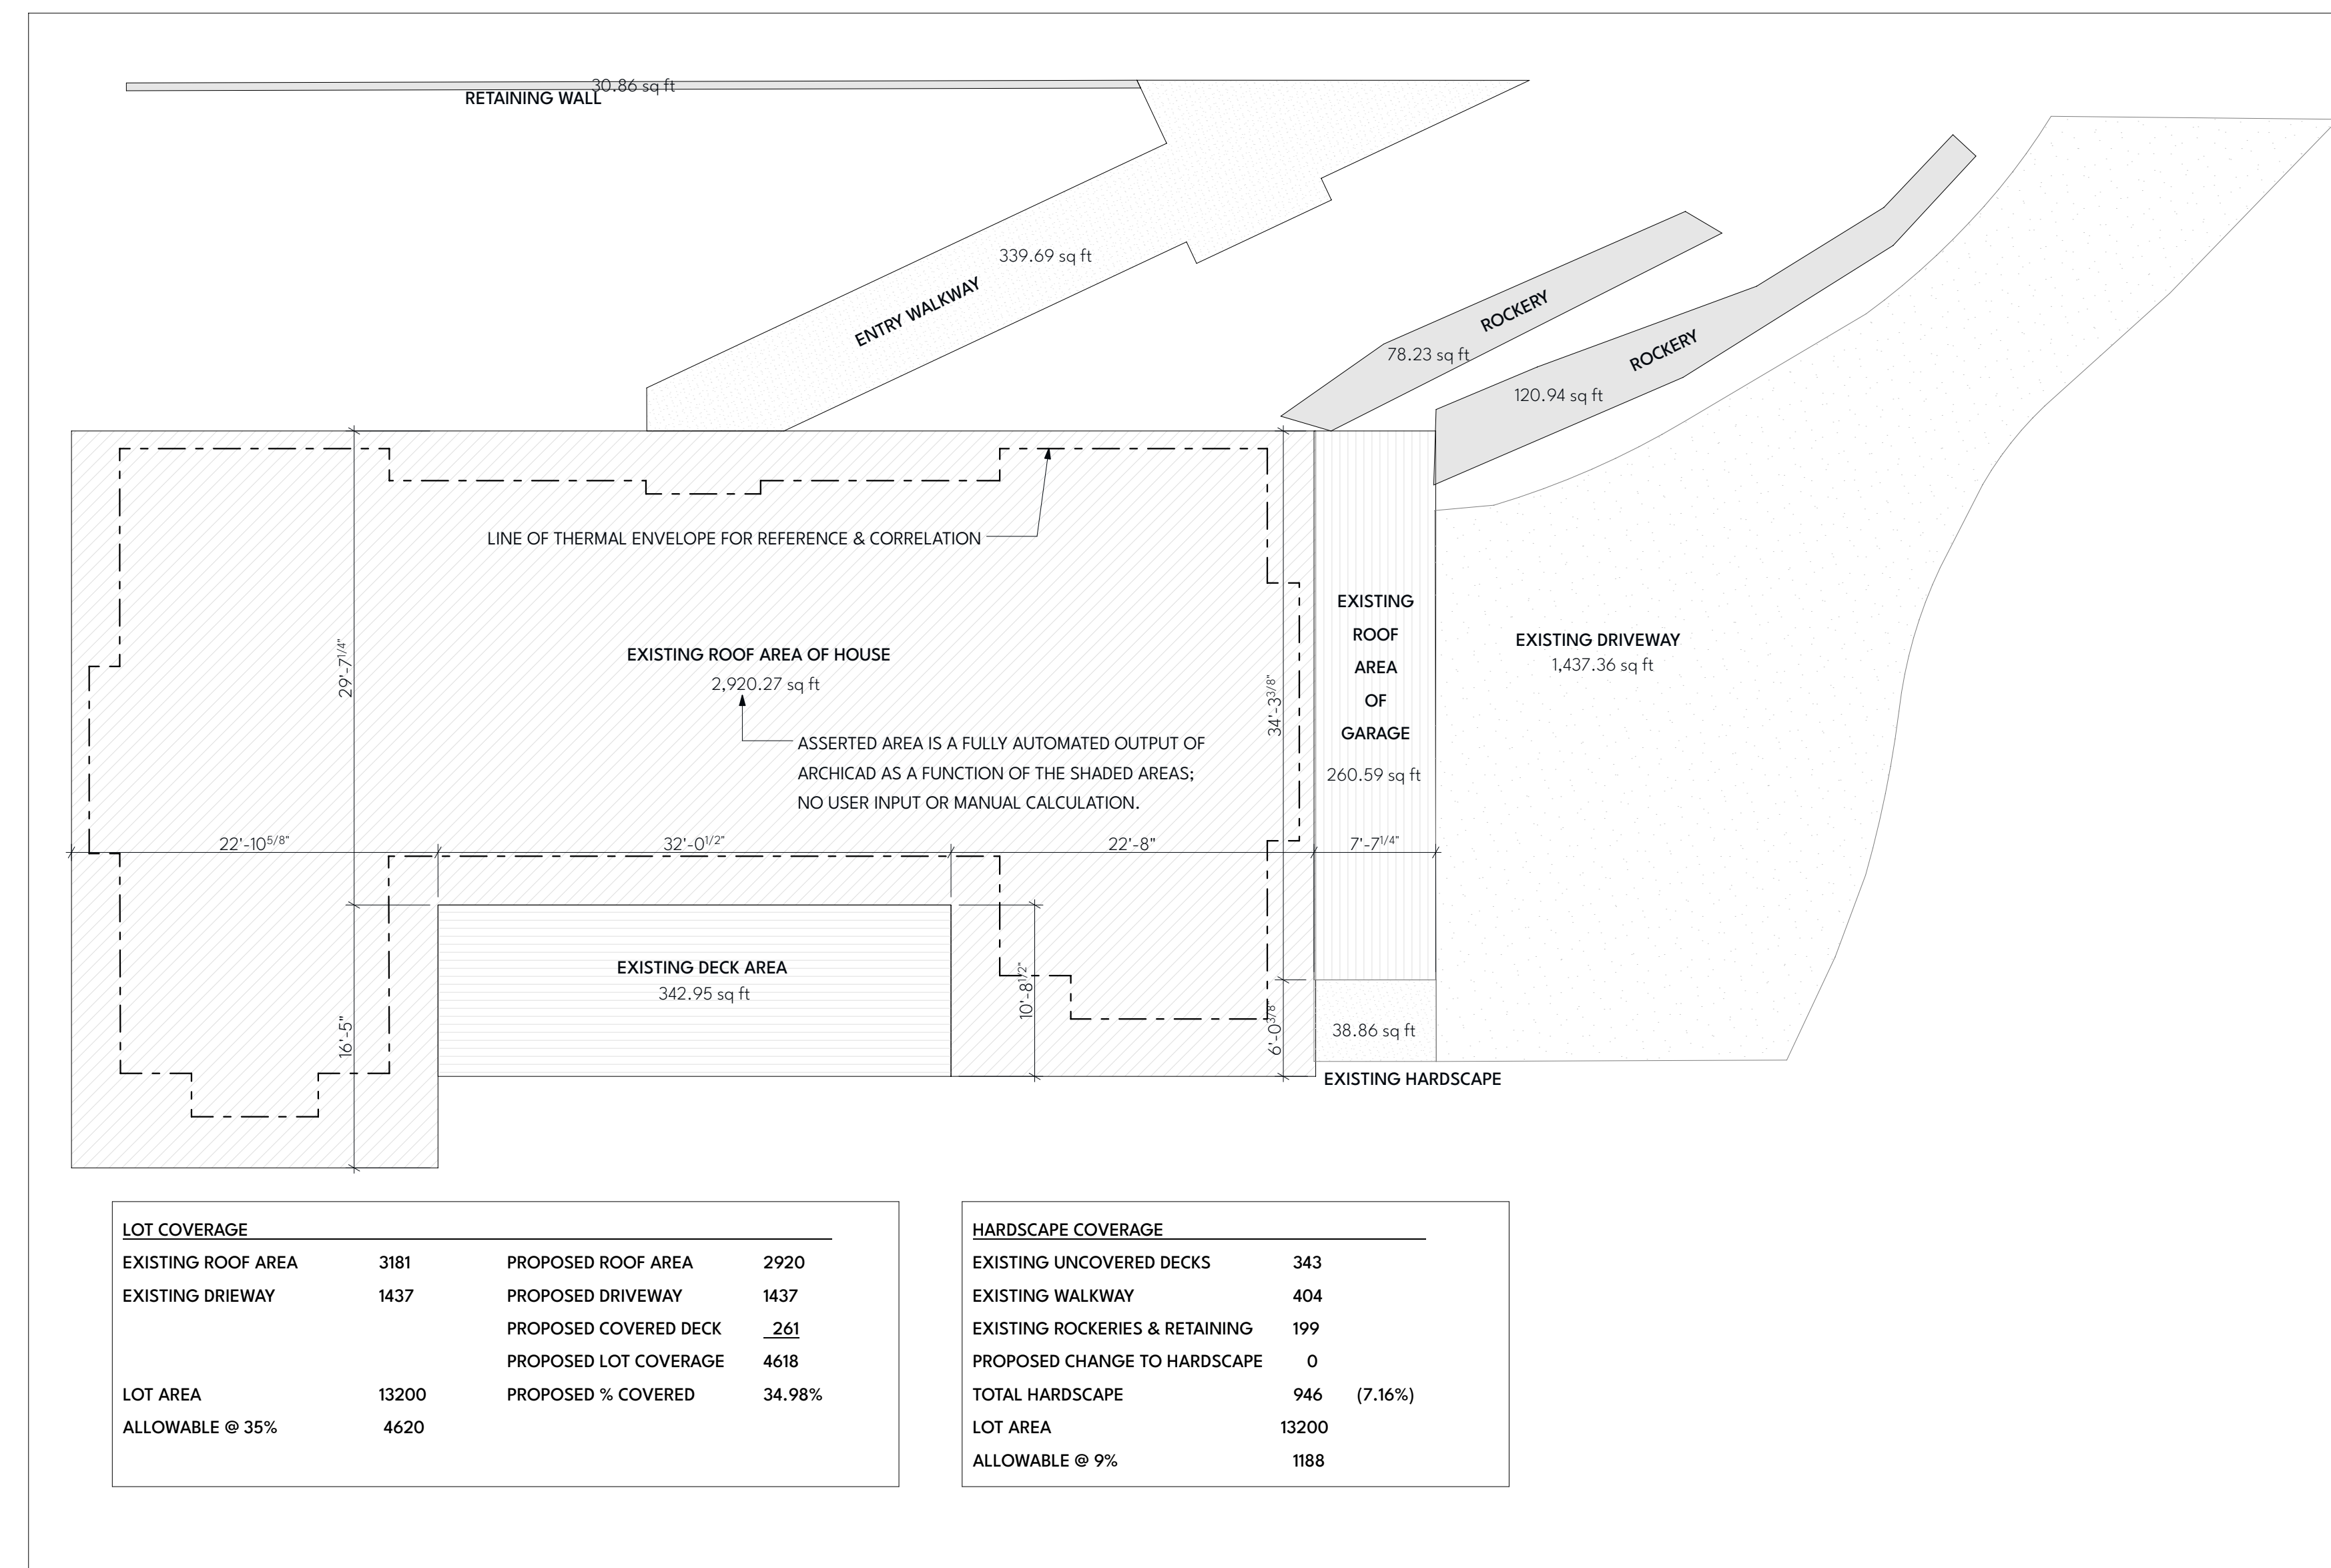 30.86 sq ft
RETAINING WALL
339.69 sq ft
ENTRY WALKWAY
ROCKERY
78.23 sq ft
ROCKERY
120.94 sq ft
LINE OF THERMAL ENVELOPE FOR REFERENCE & CORRELATION
EXISTING ROOF AREA OF HOUSE
2,920.27 sq ft
ASSERTED AREA IS A FULLY AUTOMATED OUTPUT OF
ARCHICAD AS A FUNCTION OF THE SHADED AREAS;
NO USER INPUT OR MANUAL CALCULATION.
29'-7 1/4"
34'-3 3/8"
EXISTING
ROOF
AREA
OF
GARAGE
260.59 sq ft
EXISTING DRIVEWAY
1,437.36 sq ft
22'-10 5/8"
32'-0 1/2"
22'-8"
7'-7 1/4"
EXISTING DECK AREA
342.95 sq ft
16'-5"
10'-8 1/2"
6'-0 3/8"
38.86 sq ft
EXISTING HARDSCAPE
LOT COVERAGE
EXISTING ROOF AREA 3181 PROPOSED ROOF AREA 2920
EXISTING DRIEWAY 1437 PROPOSED DRIVEWAY 1437
PROPOSED COVERED DECK 261
PROPOSED LOT COVERAGE 4618
LOT AREA 13200 PROPOSED % COVERED 34.98%
ALLOWABLE @ 35% 4620
HARDSCAPE COVERAGE
EXISTING UNCOVERED DECKS 343
EXISTING WALKWAY 404
EXISTING ROCKERIES & RETAINING 199
PROPOSED CHANGE TO HARDSCAPE 0
TOTAL HARDSCAPE 946 (7.16%)
LOT AREA 13200
ALLOWABLE @ 9% 1188